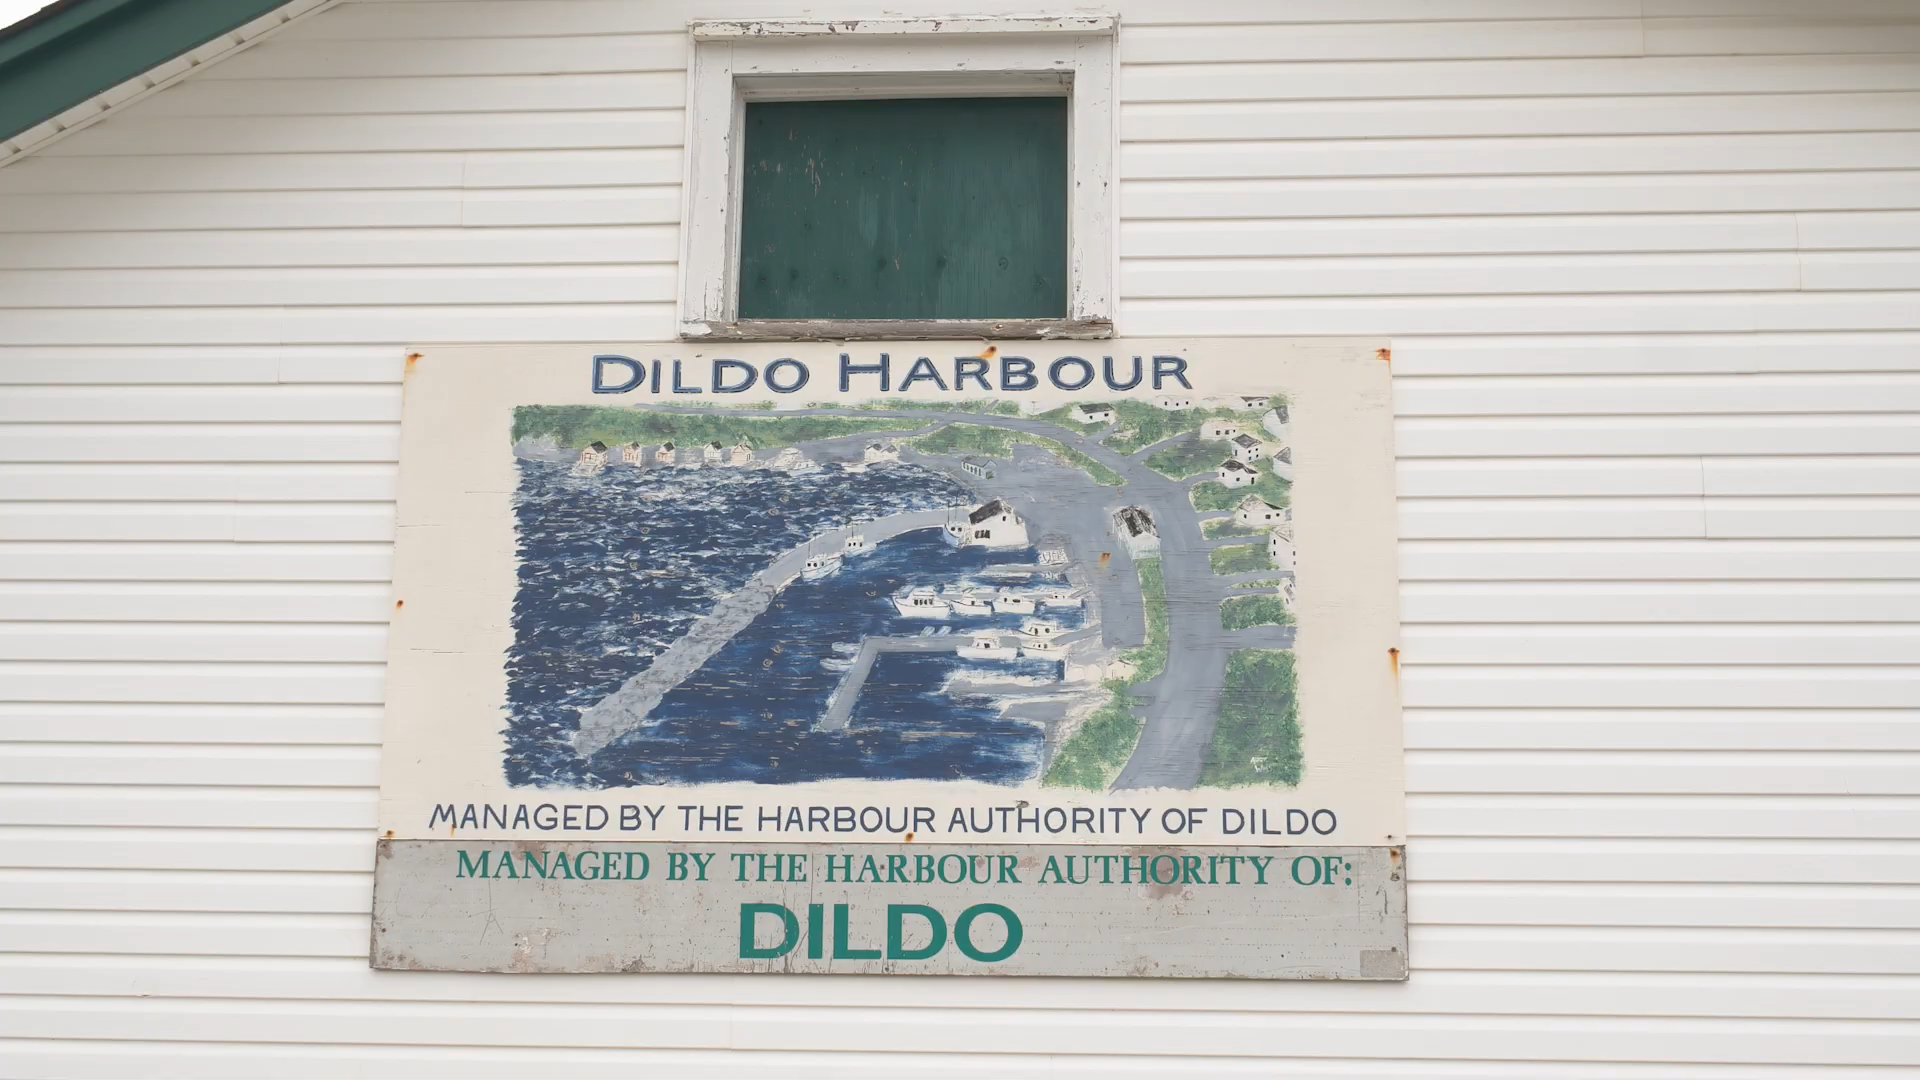 DILDO HARBOUR
MANAGED BY THE HARBOUR AUTHORITY OF DILDO
MANAGED BY THE HARBOUR AUTHORITY OF:
DILDO